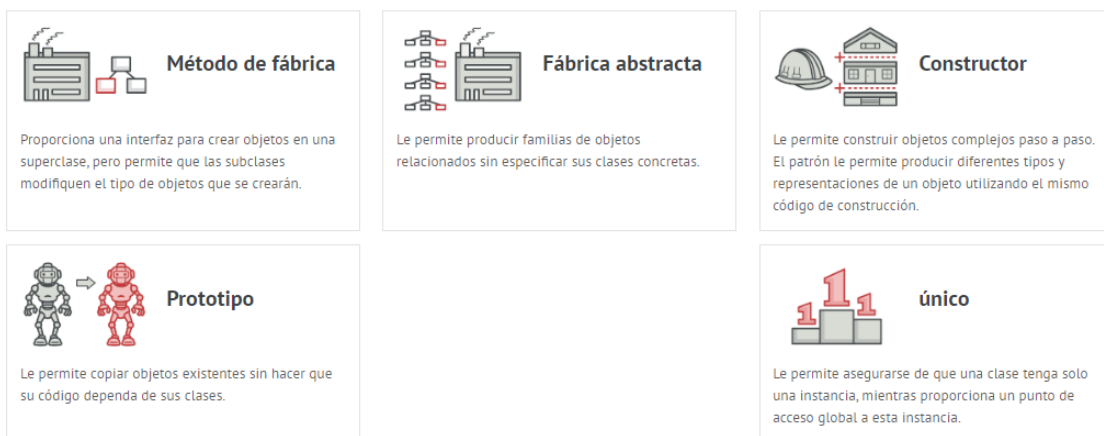 Método de fábrica
Proporciona una interfaz para crear objetos en una
superclase, pero permite que las subclases
modifiquen el tipo de objetos que se crearán.
Fábrica abstracta
Le permite producir familias de objetos
relacionados sin especificar sus clases concretas.
Constructor
Le permite construir objetos complejos paso a paso.
El patrón le permite producir diferentes tipos y
representaciones de un objeto utilizando el mismo
código de construcción.
Prototipo
Le permite copiar objetos existentes sin hacer que
su código dependa de sus clases.
1 1 1
único
Le permite asegurarse de que una clase tenga solo
una instancia, mientras proporciona un punto de
acceso global a esta instancia.